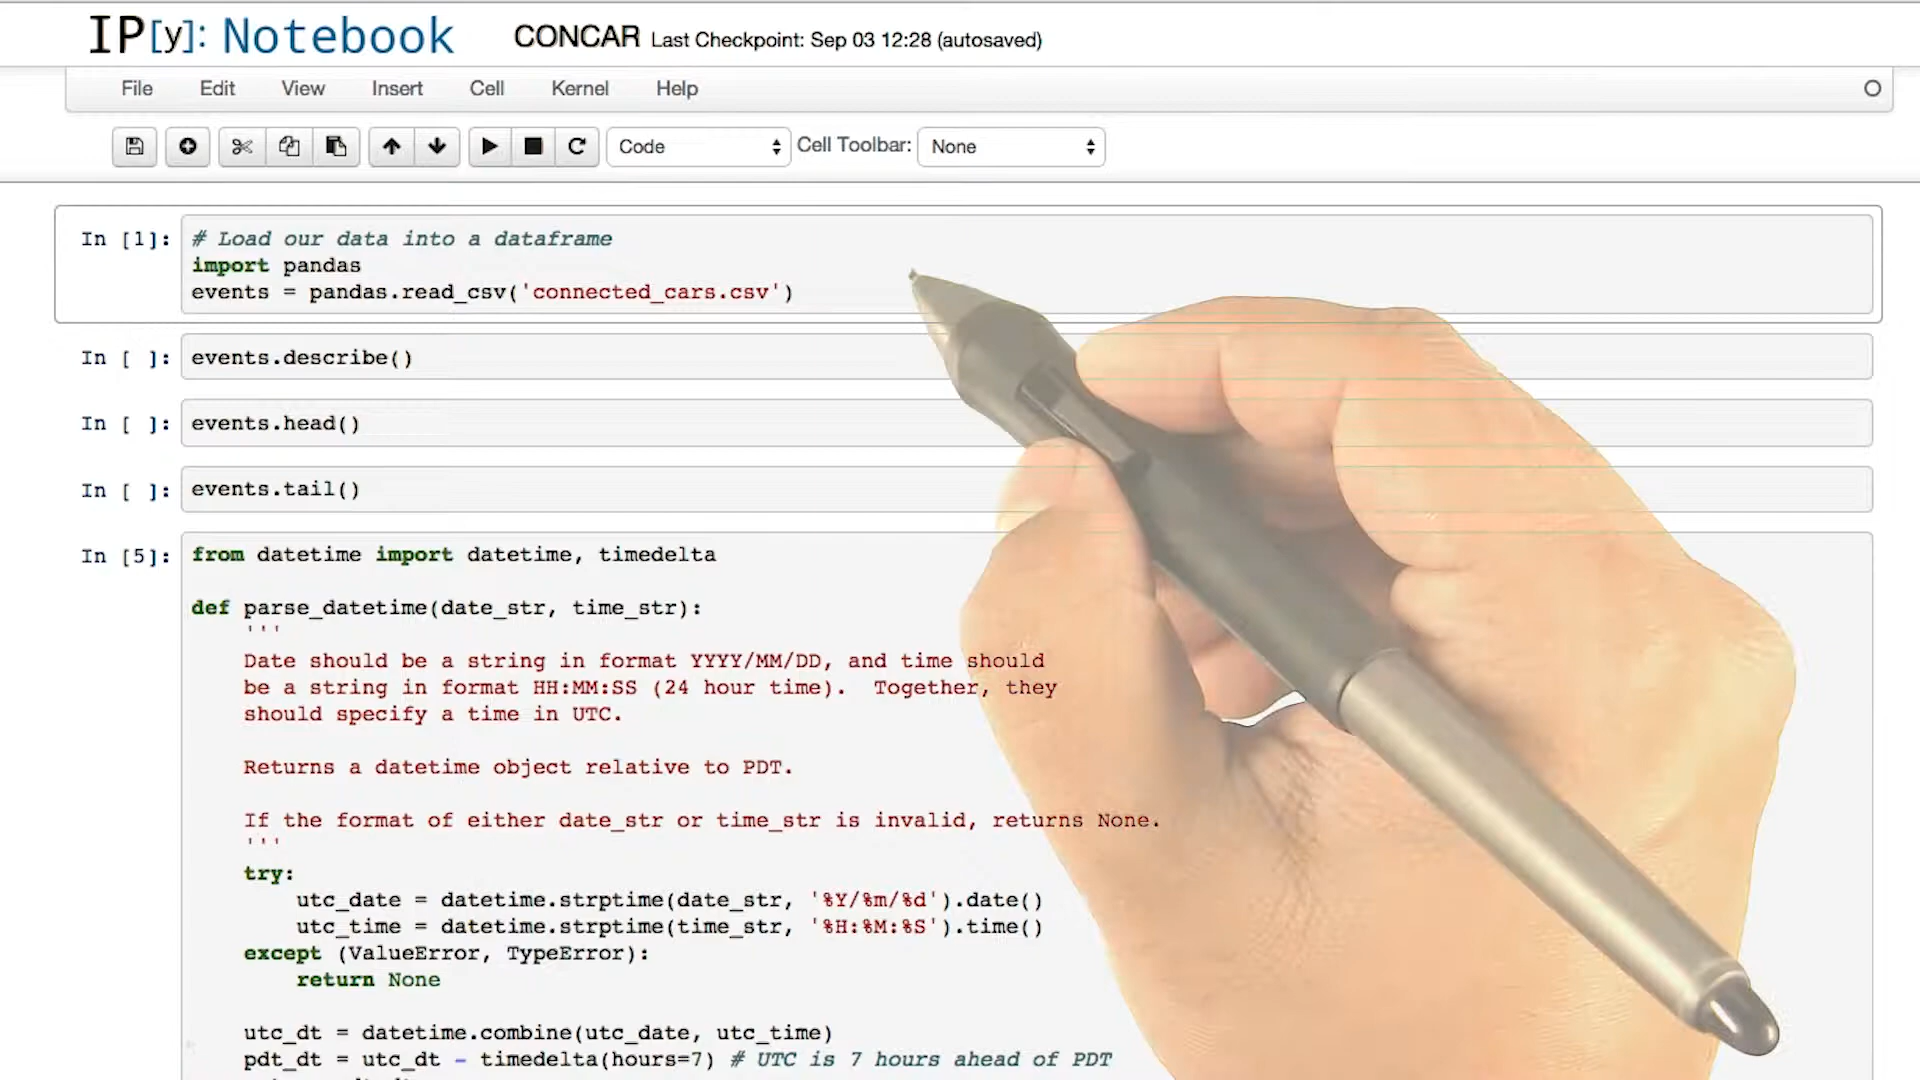 IP[y]: Notebook CONCAR Last Checkpoint: Sep 03 12:28 (autosaved)
File Edit View Insert Cell Kernel Help
Code Cell Toolbar: None
In [1]: # Load our data into a dataframe
import pandas
events = pandas.read_csv('connected_cars.csv')
In [ ]: events.describe()
In [ ]: events.head()
In [ ]: events.tail()
In [5]: from datetime import datetime, timedelta
def parse_datetime(date_str, time_str):
'''
Date should be a string in format YYYY/MM/DD, and time should
be a string in format HH:MM:SS (24 hour time).  Together, they
should specify a time in UTC.
Returns a datetime object relative to PDT.
If the format of either date_str or time_str is invalid, returns None.
'''
try:
utc_date = datetime.strptime(date_str, '%Y/%m/%d').date()
utc_time = datetime.strptime(time_str, '%H:%M:%S').time()
except (ValueError, TypeError):
return None
utc_dt = datetime.combine(utc_date, utc_time)
pdt_dt = utc_dt - timedelta(hours=7) # UTC is 7 hours ahead of PDT